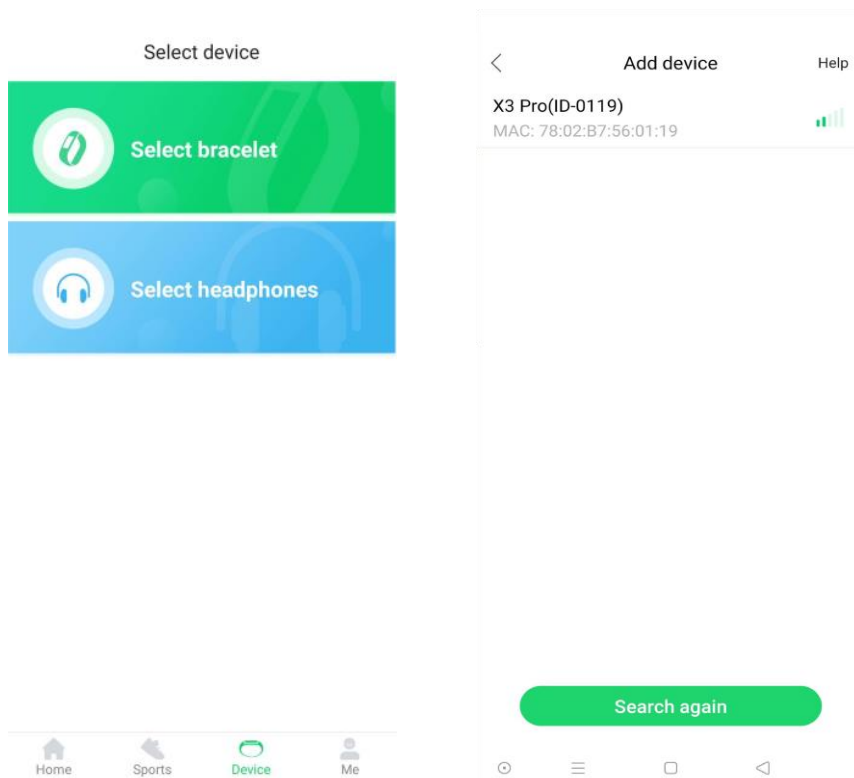 Select device
Select bracelet
Select headphones
Home Sports Device Me
Add device Help
X3 Pro(ID-0119)
MAC: 78:02:B7:56:01:19
Search again